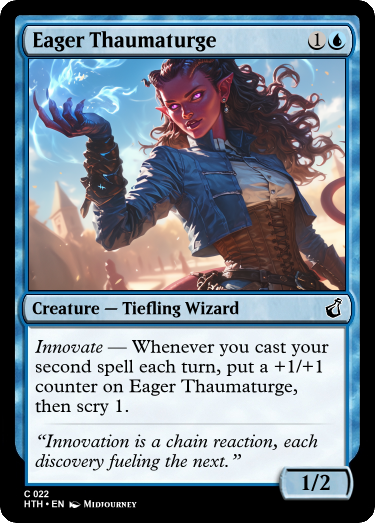 Eager Thaumaturge 1
Creature — Tiefling Wizard
Innovate — Whenever you cast your
second spell each turn, put a +1/+1
counter on Eager Thaumaturge,
then scry 1.
“Innovation is a chain reaction, each
discovery fueling the next.”
1/2
C 022
HTH • EN Midjourney